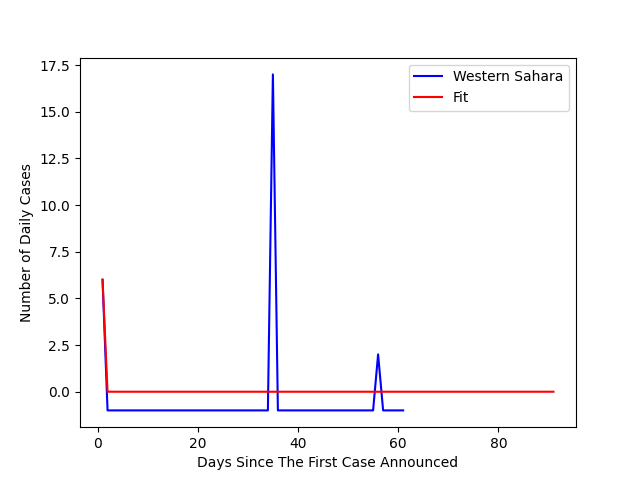 Western Sahara
Fit
17.5
15.0
12.5
10.0
7.5
5.0
2.5
0.0
Number of Daily Cases
0 20 40 60 80
Days Since The First Case Announced